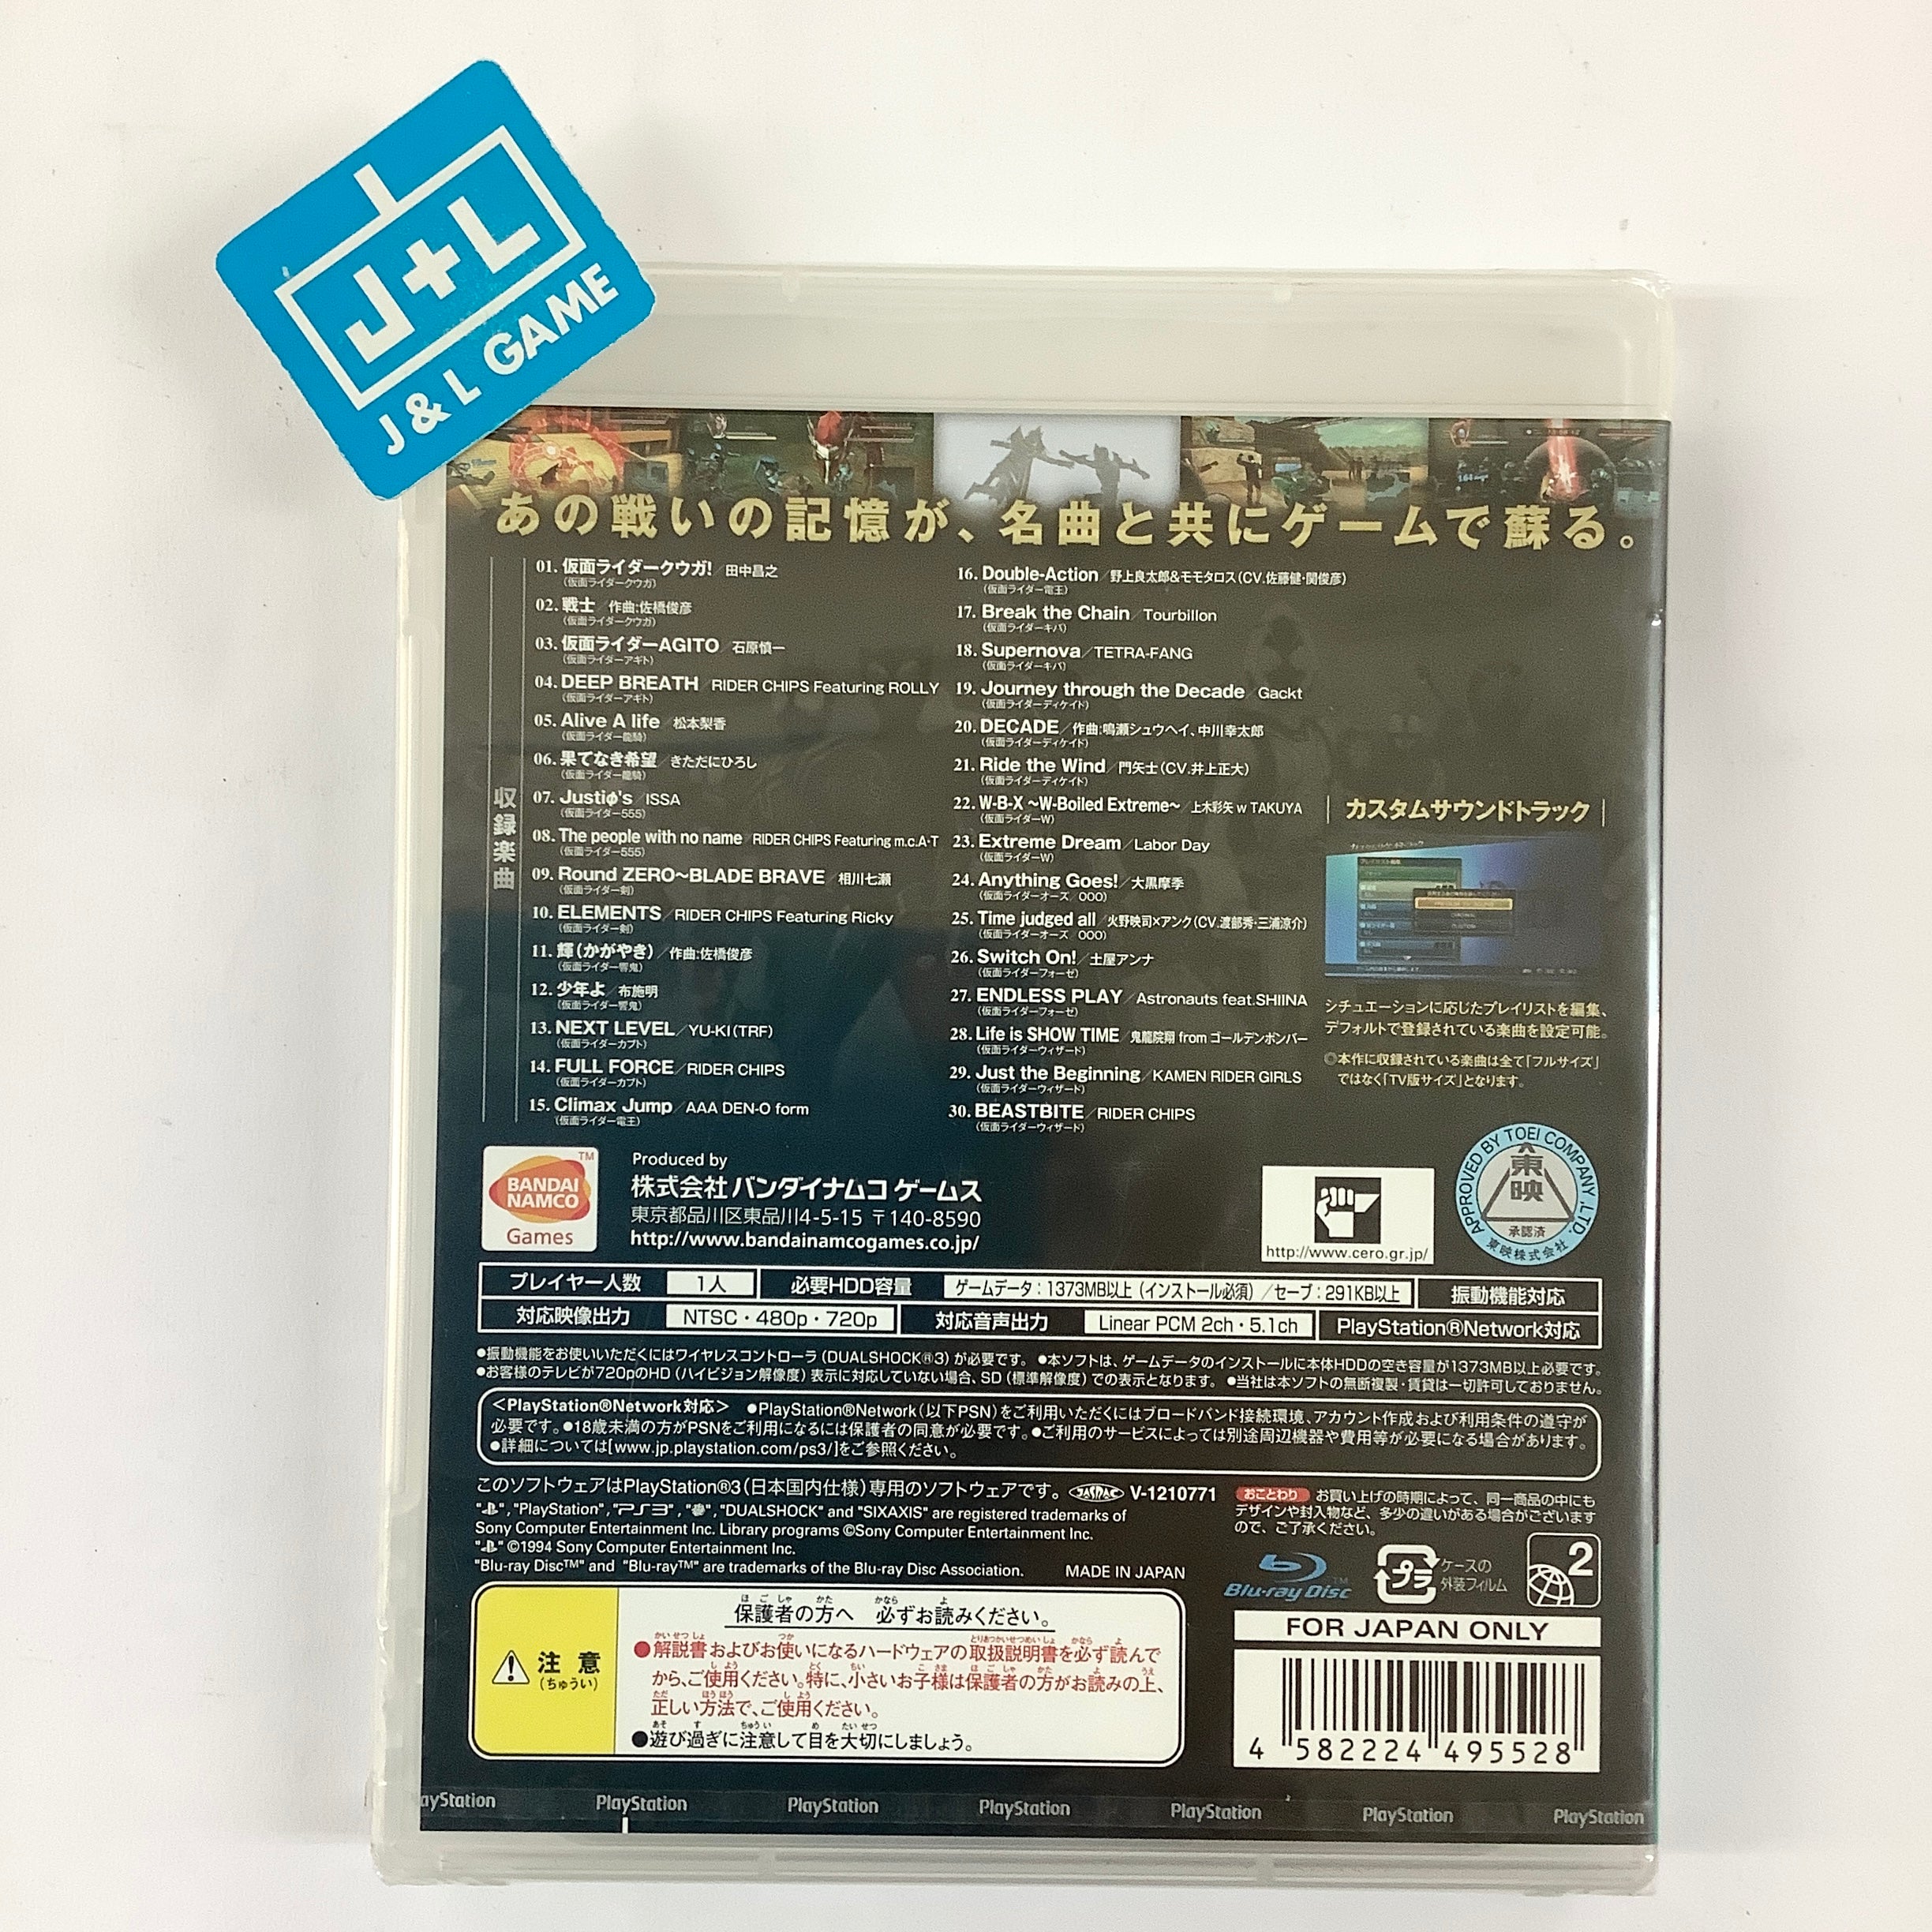 J+L
J & L GAME
あの戦いの記憶が、名曲と共にゲームで蘇る。
収録楽曲
01. 仮面ライダークウガ!／田中昌之
(仮面ライダークウガ)
02. 戦士／作曲:佐橋俊彦
(仮面ライダークウガ)
03. 仮面ライダーAGITO／石原慎一
(仮面ライダーアギト)
04. DEEP BREATH／RIDER CHIPS Featuring ROLLY
(仮面ライダーアギト)
05. Alive A life／松本梨香
(仮面ライダー龍騎)
06. 果てなき希望／きただにひろし
(仮面ライダー龍騎)
07. Justiφ's／ISSA
(仮面ライダー555)
08. The people with no name／RIDER CHIPS Featuring m.c.A・T
(仮面ライダー555)
09. Round ZERO～BLADE BRAVE／相川七瀬
(仮面ライダー剣)
10. ELEMENTS／RIDER CHIPS Featuring Ricky
(仮面ライダー剣)
11. 輝(かがやき)／作曲:佐橋俊彦
(仮面ライダー響鬼)
12. 少年よ／布施明
(仮面ライダー響鬼)
13. NEXT LEVEL／YU-KI(TRF)
(仮面ライダーカブト)
14. FULL FORCE／RIDER CHIPS
(仮面ライダーカブト)
15. Climax Jump／AAA DEN-O form
(仮面ライダー電王)
16. Double-Action／野上良太郎&モモタロス(CV.佐藤健・関俊彦)
(仮面ライダー電王)
17. Break the Chain／Tourbillon
(仮面ライダーキバ)
18. Supernova／TETRA-FANG
(仮面ライダーキバ)
19. Journey through the Decade／Gackt
(仮面ライダーディケイド)
20. DECADE／作曲:鳴瀬シュウヘイ、中川幸太郎
(仮面ライダーディケイド)
21. Ride the Wind／門矢士(CV.井上正大)
(仮面ライダーディケイド)
22. W-B-X ～W-Boiled Extreme～／上木彩矢 w TAKUYA
(仮面ライダーW)
23. Extreme Dream／Labor Day
(仮面ライダーW)
24. Anything Goes!／大黒摩季
(仮面ライダーオーズ OOO)
25. Time judged all／火野映司×アンク(CV.渡部秀・三浦涼介)
(仮面ライダーオーズ OOO)
26. Switch On!／土屋アンナ
(仮面ライダーフォーゼ)
27. ENDLESS PLAY／Astronauts feat.SHIINA
(仮面ライダーフォーゼ)
28. Life is SHOW TIME／鬼龍院翔 from ゴールデンボンバー
(仮面ライダーウィザード)
29. Just the Beginning／KAMEN RIDER GIRLS
(仮面ライダーウィザード)
30. BEASTBITE／RIDER CHIPS
(仮面ライダーウィザード)
カスタムサウンドトラック
シチュエーションに応じたプレイリストを編集、
デフォルトで登録されている楽曲を設定可能。
◎本作に収録されている楽曲は全て「フルサイズ」
ではなく「TV版サイズ」となります。
BANDAI
NAMCO
Games
TM
Produced by
株式会社 バンダイナムコ ゲームス
東京都品川区東品川4-5-15 〒140-8590
http://www.bandainamcogames.co.jp/
http://www.cero.gr.jp/
APPROVED BY TOEI COMPANY, LTD.
東映
承認済
東映株式会社
プレイヤー人数 1人 必要HDD容量 ゲームデータ：1373MB以上（インストール必須）／セーブ：291KB以上 振動機能対応
対応映像出力 NTSC・480p・720p 対応音声出力 Linear PCM 2ch・5.1ch PlayStation®Network対応
●振動機能をお使いいただくにはワイヤレスコントローラ（DUALSHOCK®3）が必要です。 ●本ソフトは、ゲームデータのインストールに本体HDDの空き容量が1373MB以上必要です。
●お客様のテレビが720pのHD（ハイビジョン解像度）表示に対応していない場合、SD（標準解像度）での表示となります。 ●当社は本ソフトの無断複製・賃貸は一切許可しておりません。
＜PlayStation®Network対応＞ ●PlayStation®Network（以下PSN）をご利用いただくにはブロードバンド接続環境、アカウント作成および利用条件の遵守が
必要です。●18歳未満の方がPSNをご利用になるには保護者の同意が必要です。●ご利用のサービスによっては別途周辺機器や費用等が必要になる場合があります。
●詳細については[www.jp.playstation.com/ps3/]をご参照ください。
このソフトウェアはPlayStation®3（日本国内仕様）専用のソフトウェアです。 JASRAC V-1210771
"PS", "PlayStation", "PS3", "DUALSHOCK" and "SIXAXIS" are registered trademarks of
Sony Computer Entertainment Inc. Library programs ©Sony Computer Entertainment Inc.
"PS" ©1994 Sony Computer Entertainment Inc.
"Blu-ray Disc™" and "Blu-ray™" are trademarks of the Blu-ray Disc Association. MADE IN JAPAN
おことわり お買い上げの時期によって、同一商品の中にも
デザインや封入物など、多少の違いがある場合がございます
ので、ご了承ください。
Blu-ray Disc™
プラ
ケースの
外装フィルム
2
FOR JAPAN ONLY
4 582224 495528
注意
(ちゅうい)
保護者の方へ 必ずお読みください。
●解説書およびお使いになるハードウェアの取扱説明書を必ず読んで
から、ご使用ください。特に、小さいお子様は保護者の方がお読みの上、
正しい方法で、ご使用ください。
●遊び過ぎに注意して目を大切にしましょう。
ayStation PlayStation PlayStation PlayStation PlayStation PlayStation PlayStation